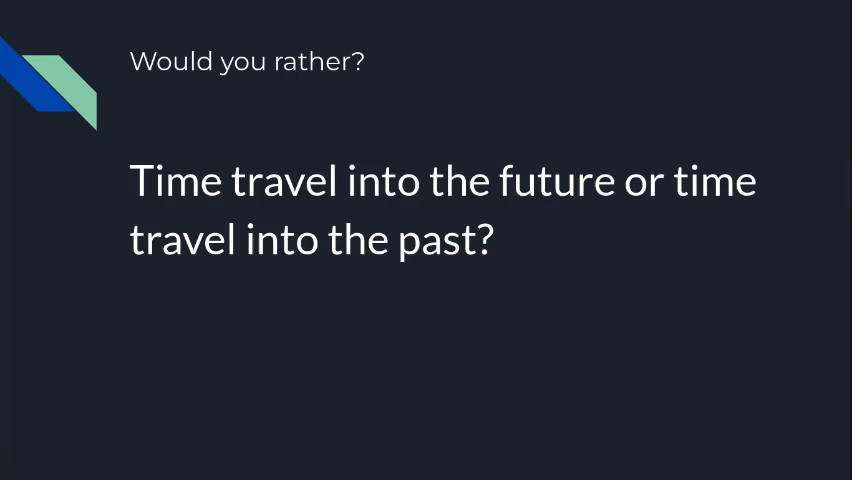 Would you rather?
Time travel into the future or time
travel into the past?